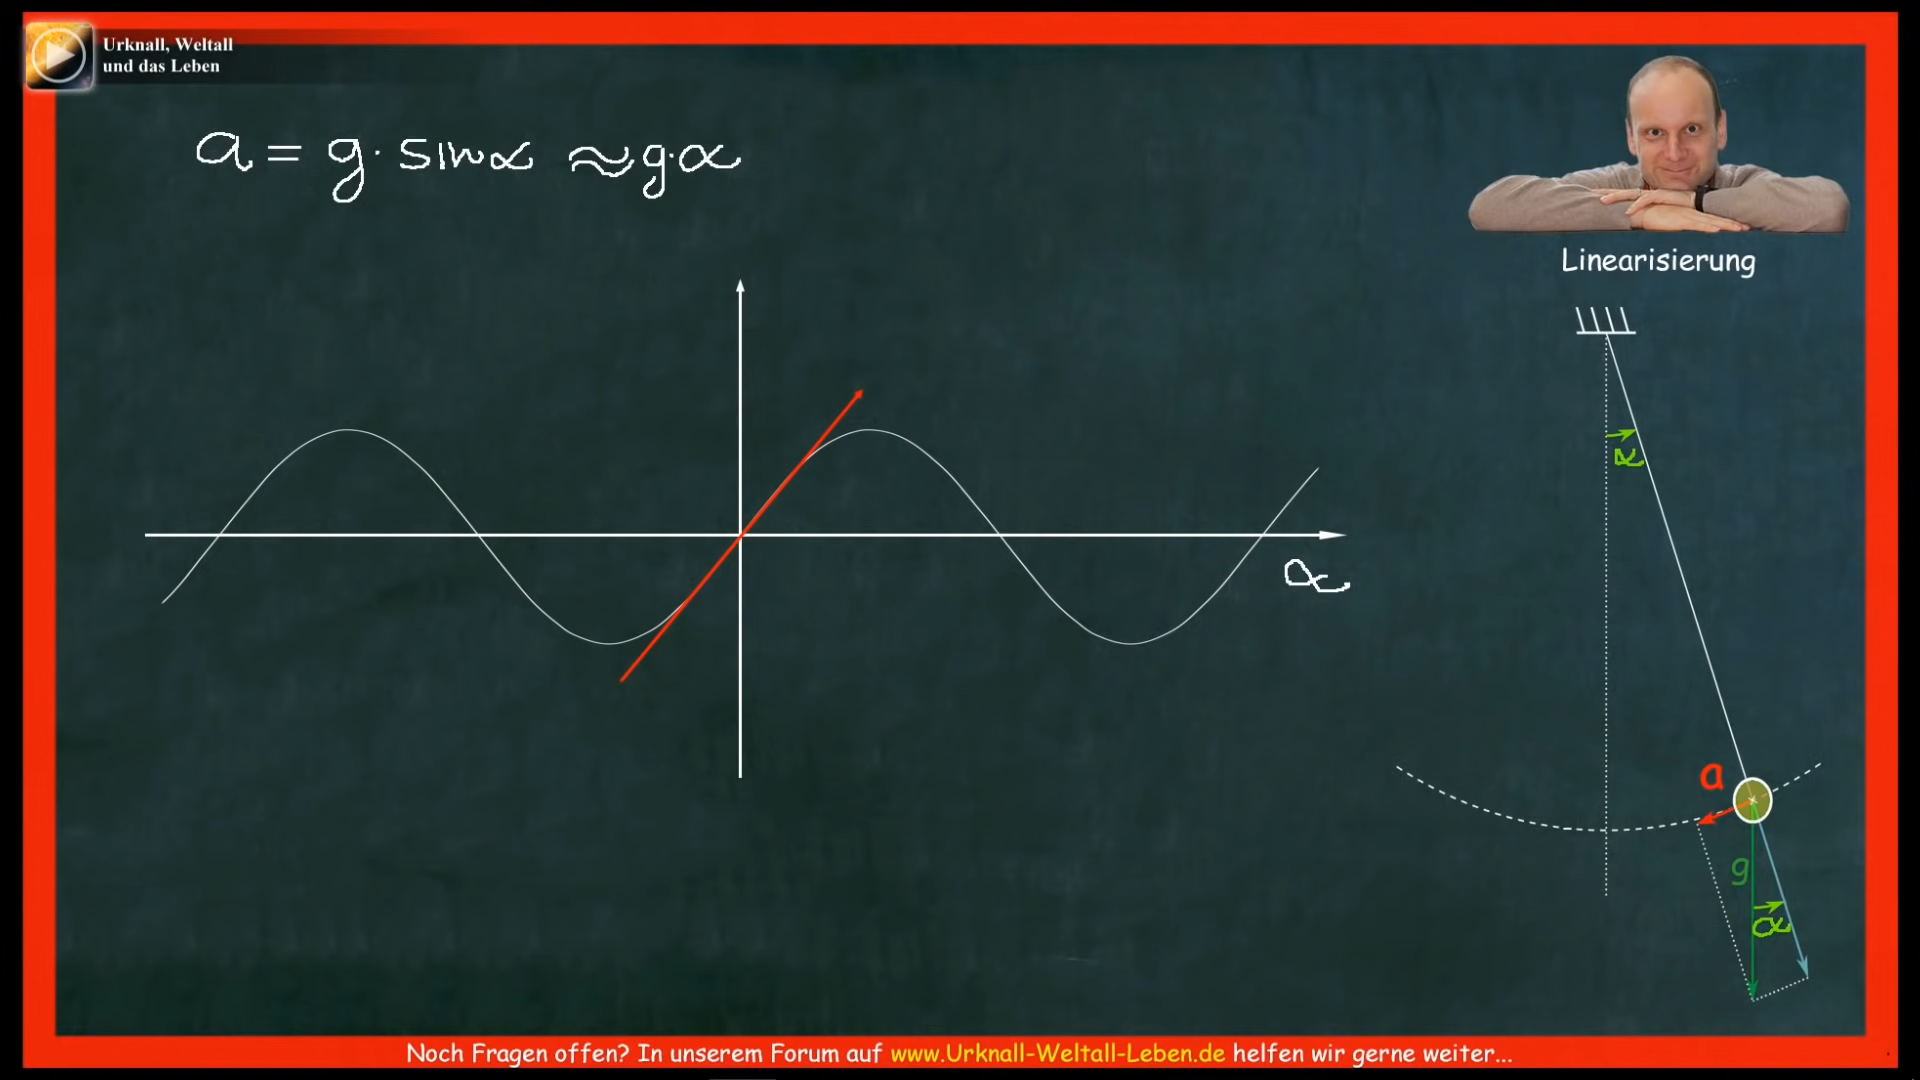 Urknall, Weltall
und das Leben
a = g · sin α ≈ g·α
Linearisierung
α
α
a
g
α
Noch Fragen offen? In unserem Forum auf www.Urknall-Weltall-Leben.de helfen wir gerne weiter...